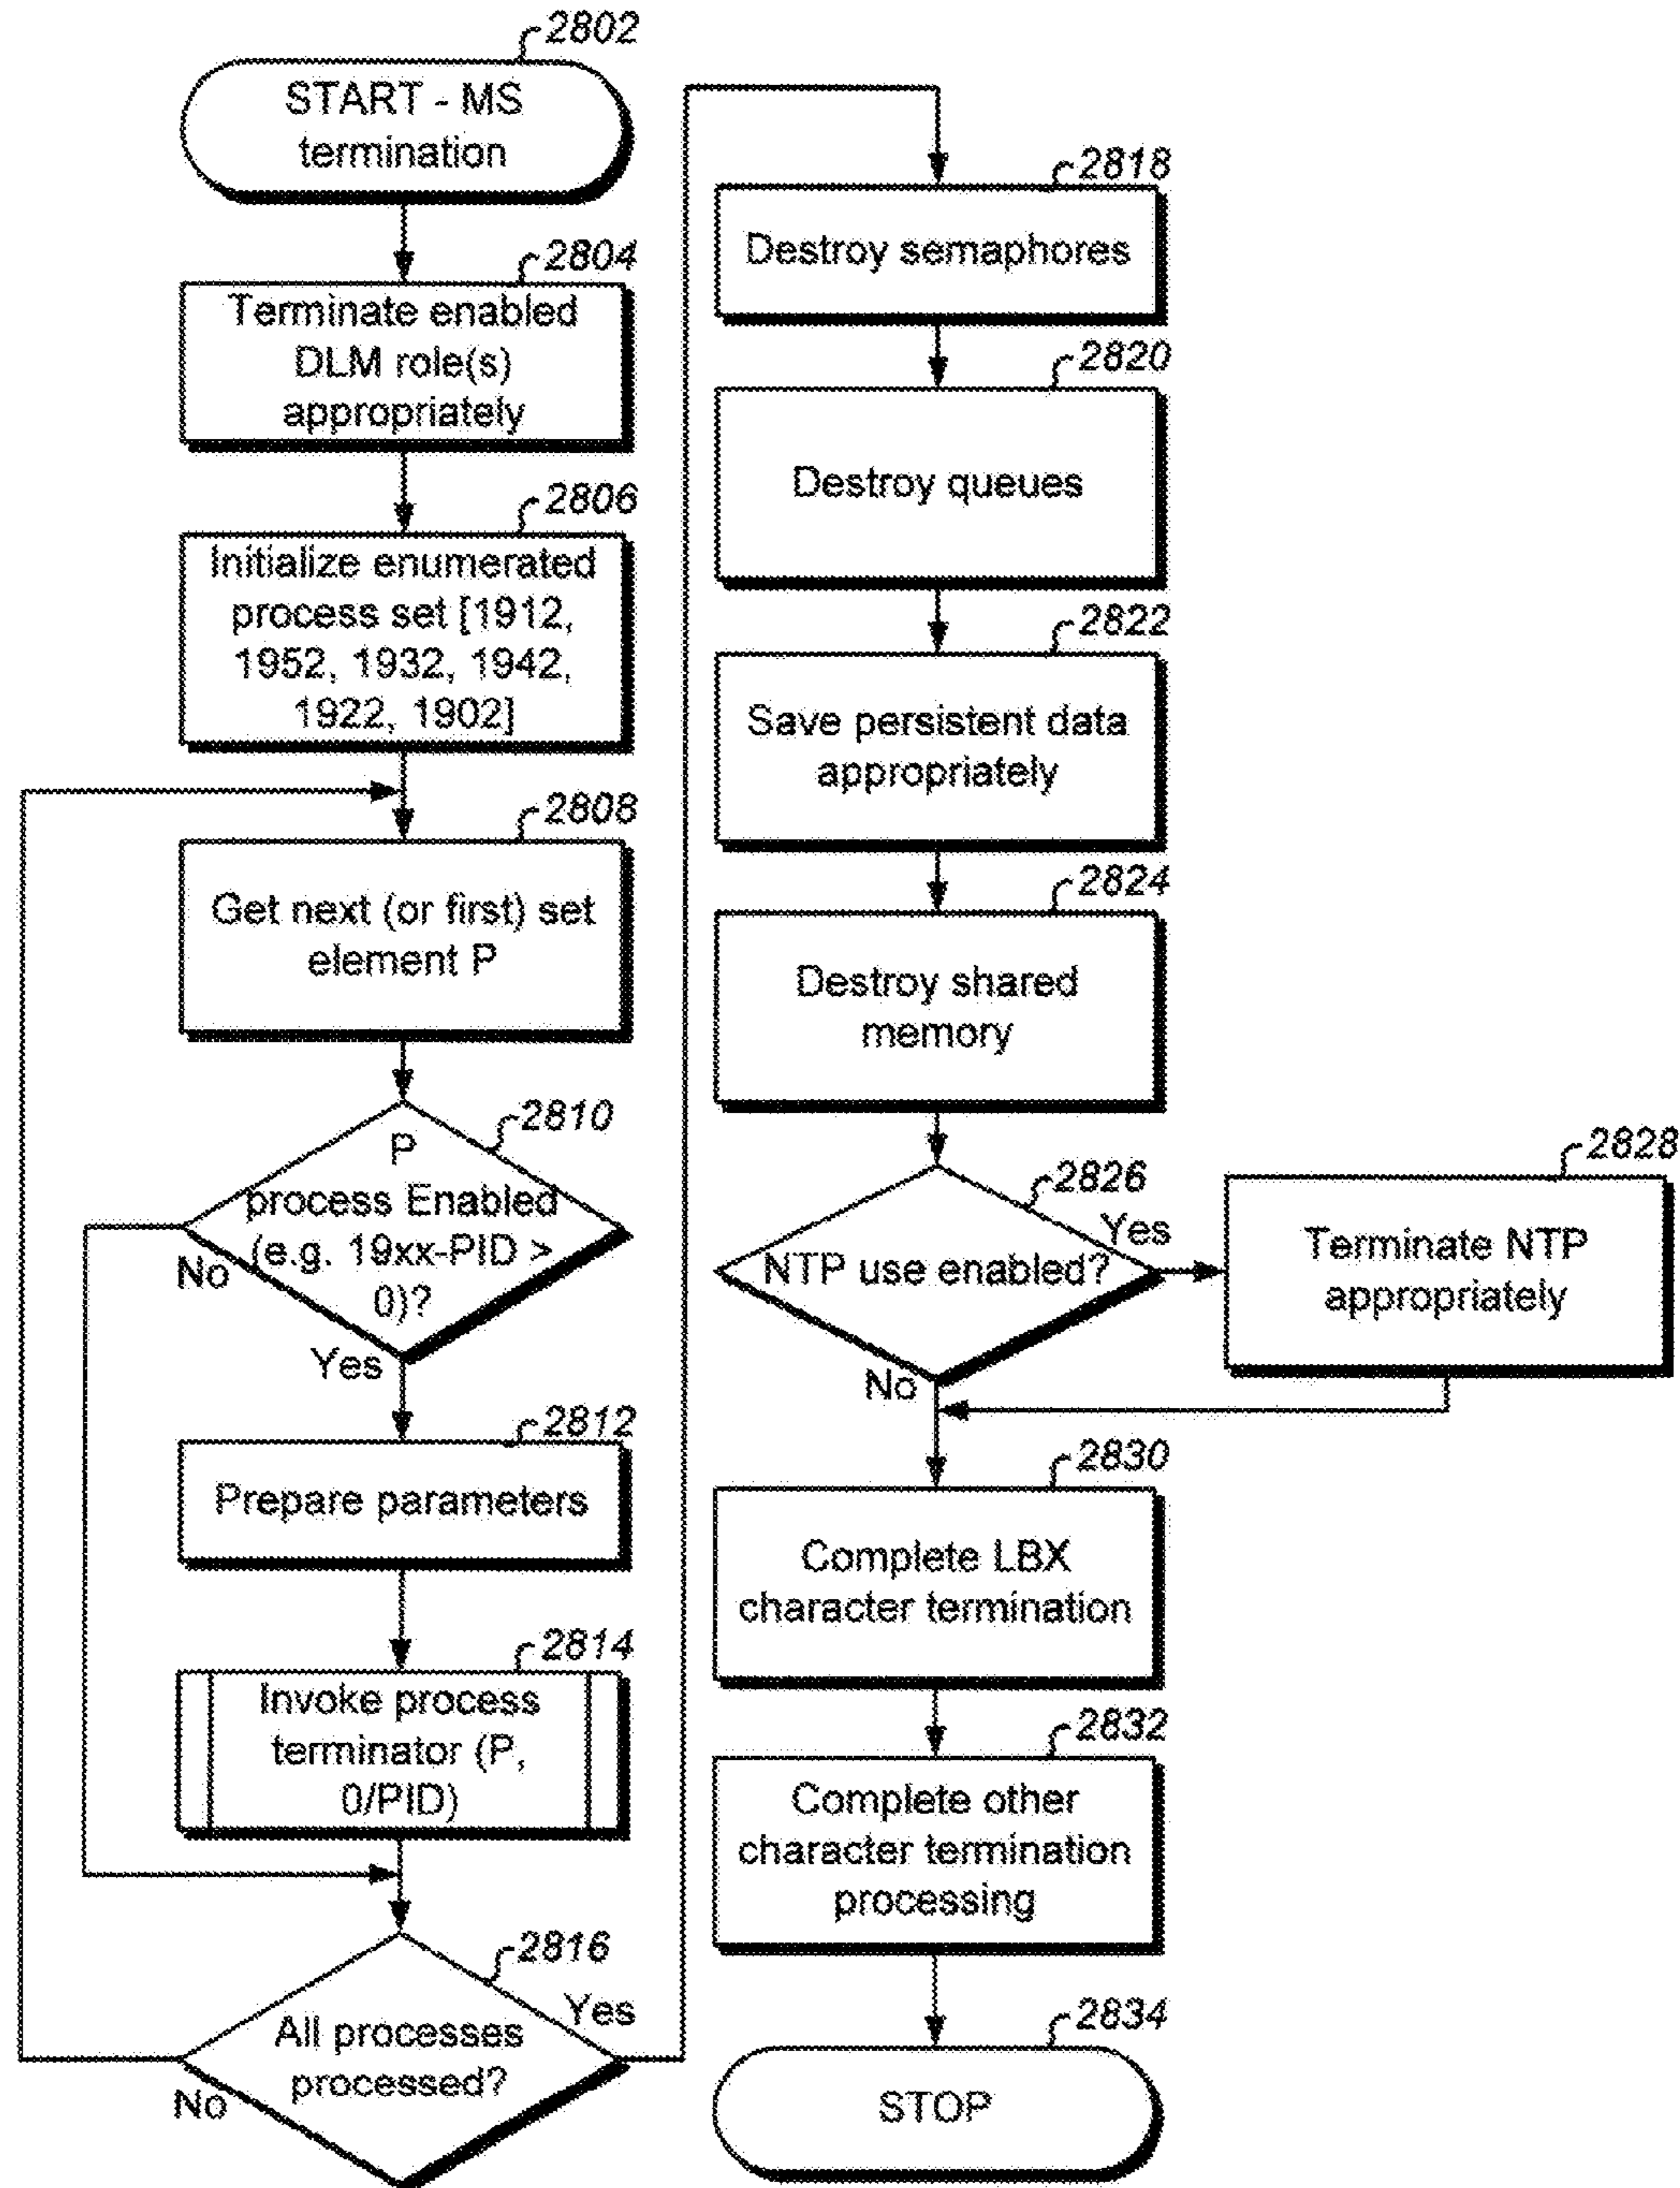 2802
START - MS
termination
2804
Terminate enabled
DLM role(s)
appropriately
2806
Initialize enumerated
process set [1912,
1952, 1932, 1942,
1922, 1902]
2808
Get next (or first) set
element P
2810
P
process Enabled
(e.g. 19xx-PID >
0)?
No
Yes
2812
Prepare parameters
2814
Invoke process
terminator (P,
0/PID)
2816
Yes
All processes
processed?
No
2818
Destroy semaphores
2820
Destroy queues
2822
Save persistent data
appropriately
2824
Destroy shared
memory
2826
Yes
NTP use enabled?
No
2828
Terminate NTP
appropriately
2830
Complete LBX
character termination
2832
Complete other
character termination
processing
2834
STOP